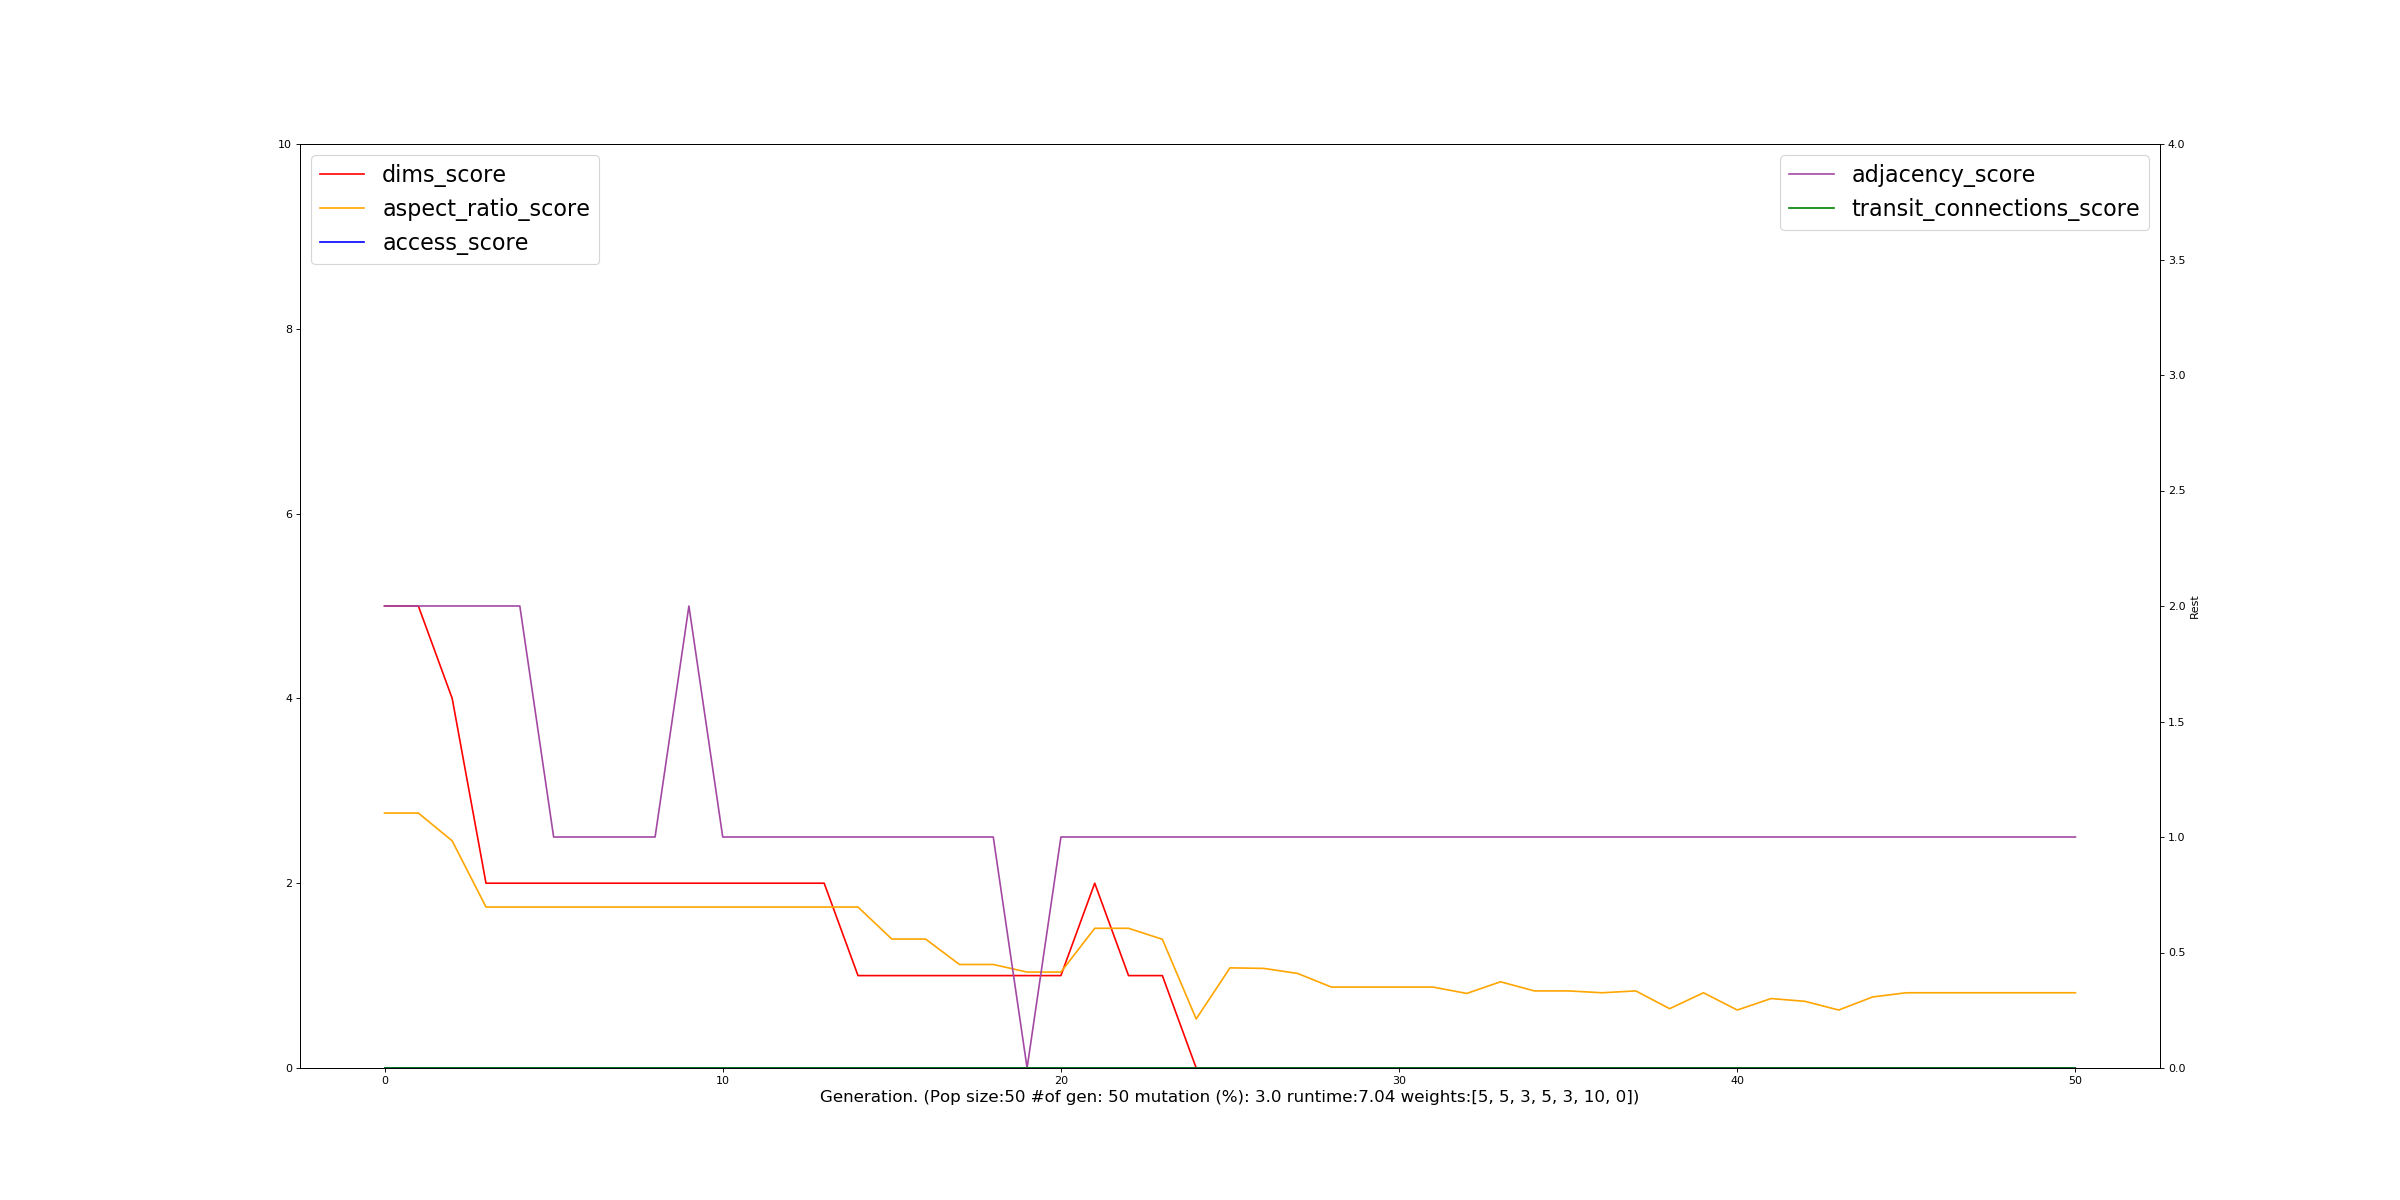 dims_score
aspect_ratio_score
access_score
adjacency_score
transit_connections_score
10
8
6
4
2
0
4.0
3.5
3.0
2.5
2.0
1.5
1.0
0.5
0.0
Rest
0 10 20 30 40 50
Generation. (Pop size:50 #of gen: 50 mutation (%): 3.0 runtime:7.04 weights:[5, 5, 3, 5, 3, 10, 0])